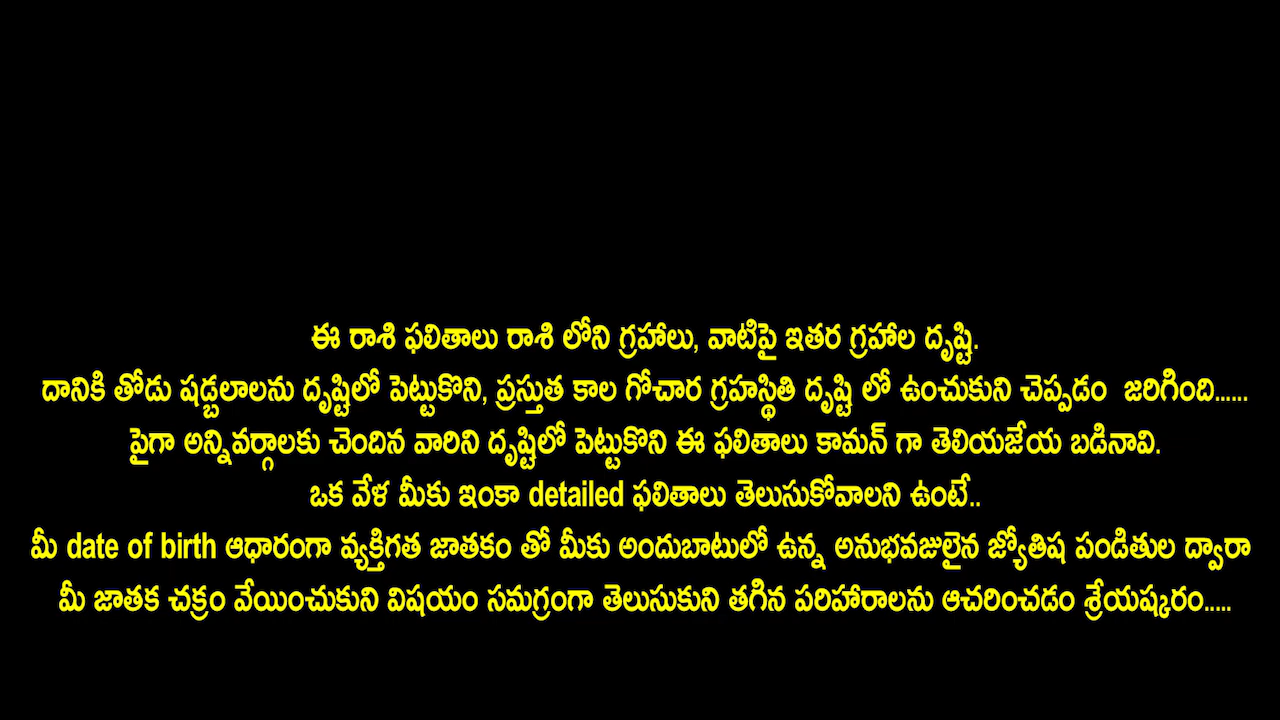 ఈ రాశి ఫలితాలు రాశి లోని గ్రహాలు, వాటిపై ఇతర గ్రహాల దృష్టి.
దానికి తోడు షడ్బలాలను దృష్టిలో పెట్టుకొని, ప్రస్తుత కాల గోచార గ్రహస్థితి దృష్టి లో ఉంచుకుని చెప్పడం జరిగింది......
పైగా అన్నివర్గాలకు చెందిన వారిని దృష్టిలో పెట్టుకొని ఈ ఫలితాలు కామన్ గా తెలియజేయ బడినావి.
ఒక వేళ మీకు ఇంకా detailed ఫలితాలు తెలుసుకోవాలని ఉంటే..
మీ date of birth ఆధారంగా వ్యక్తిగత జాతకం తో మీకు అందుబాటులో ఉన్న అనుభవజులైన జ్యోతిష పండితుల ద్వారా
మీ జాతక చక్రం వేయించుకుని విషయం సమగ్రంగా తెలుసుకుని తగిన పరిహారాలను ఆచరించడం శ్రేయష్కరం.....